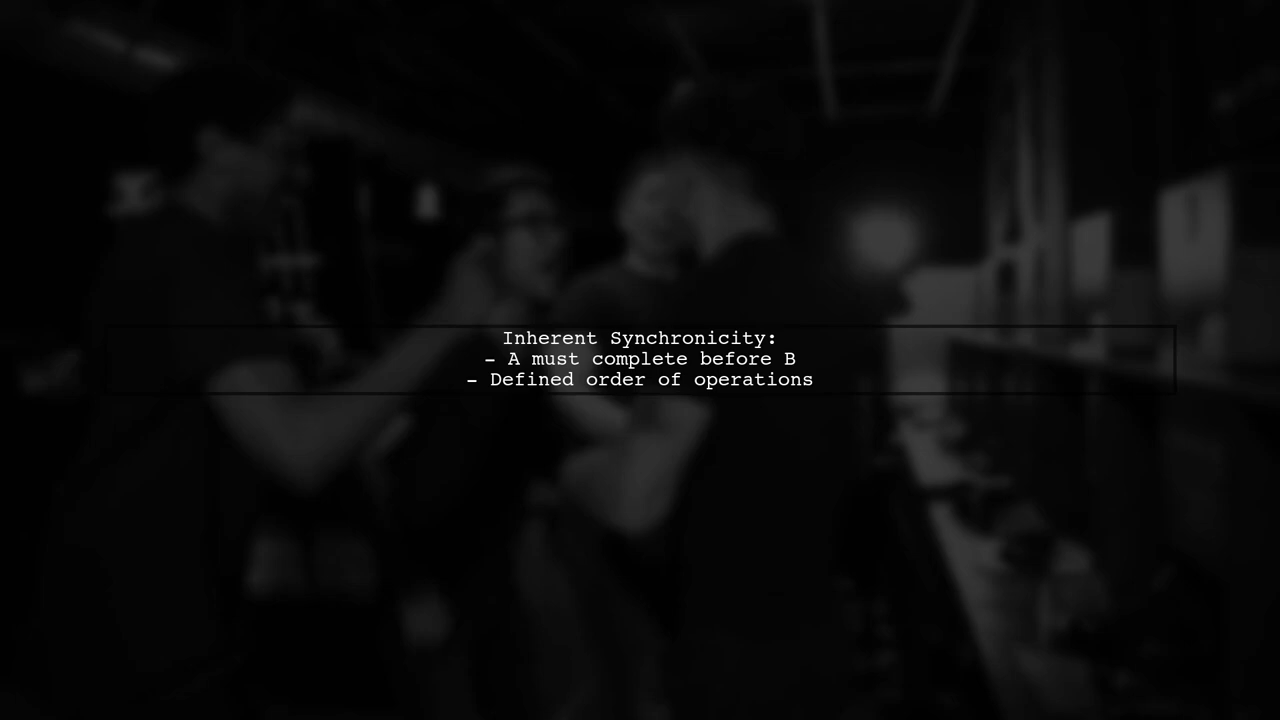 Inherent Synchronicity:
- A must complete before B
- Defined order of operations